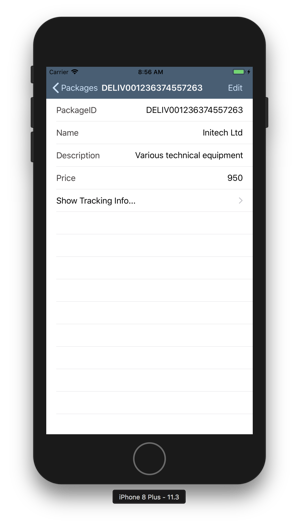 Carrier 8:56 AM
Packages DELIV001236374557263 Edit
PackageID DELIV001236374557263
Name Initech Ltd
Description Various technical equipment
Price 950
Show Tracking Info...
iPhone 8 Plus - 11.3